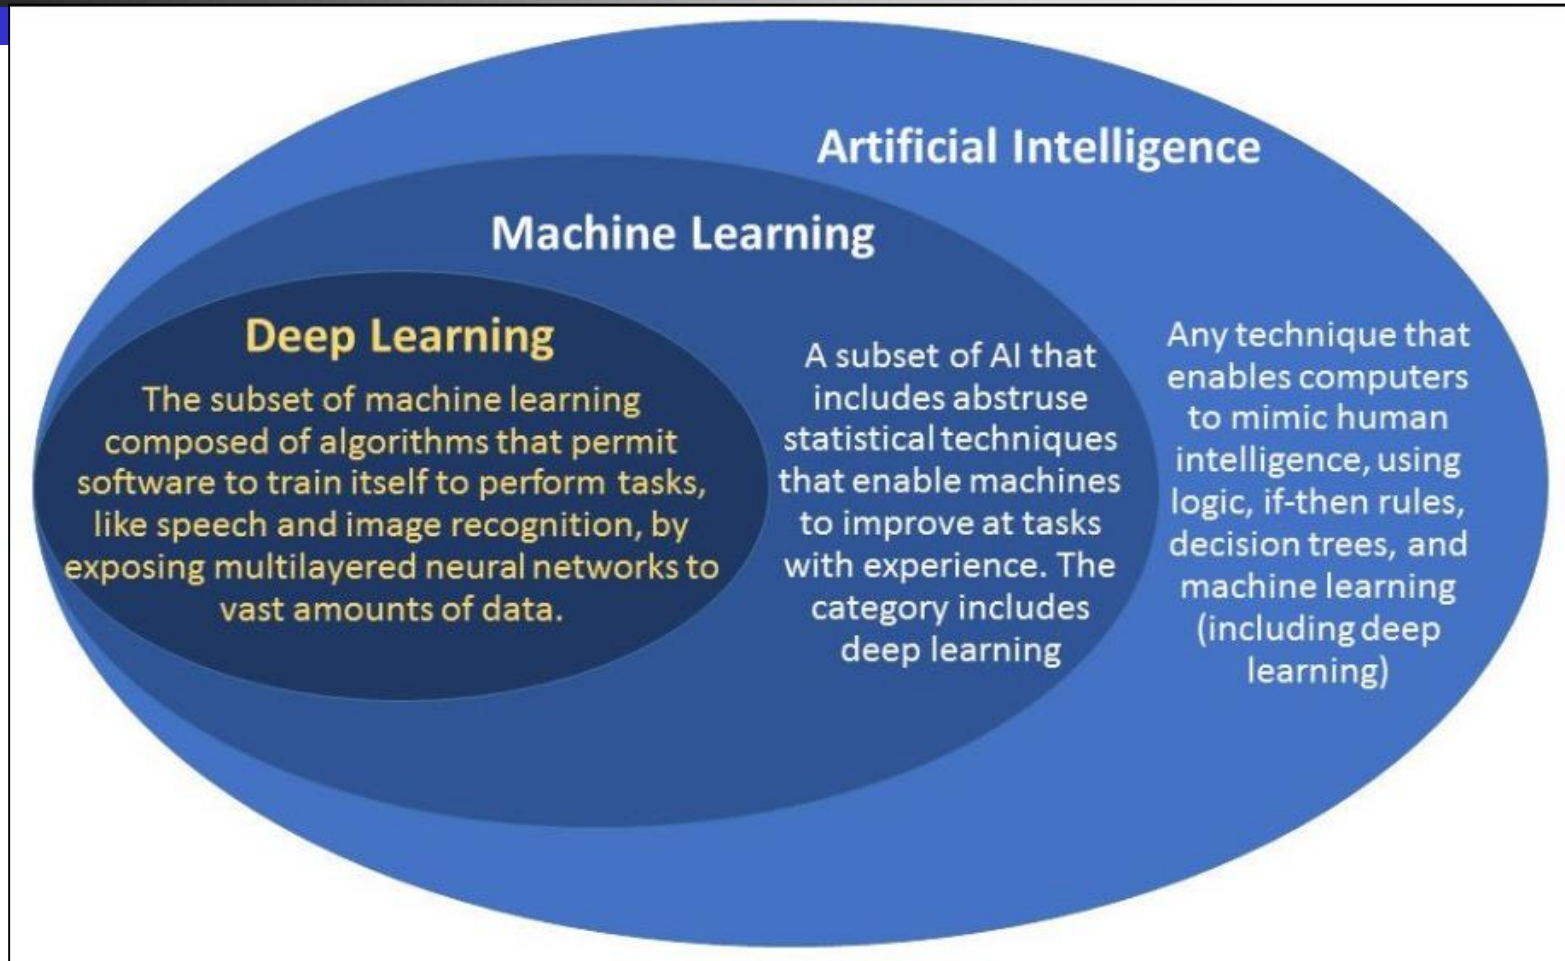 Artificial Intelligence
Machine Learning
Deep Learning
The subset of machine learning
composed of algorithms that permit
software to train itself to perform tasks,
like speech and image recognition, by
exposing multilayered neural networks to
vast amounts of data.
A subset of AI that
includes abstruse
statistical techniques
that enable machines
to improve at tasks
with experience. The
category includes
deep learning
Any technique that
enables computers
to mimic human
intelligence, using
logic, if-then rules,
decision trees, and
machine learning
(including deep
learning)